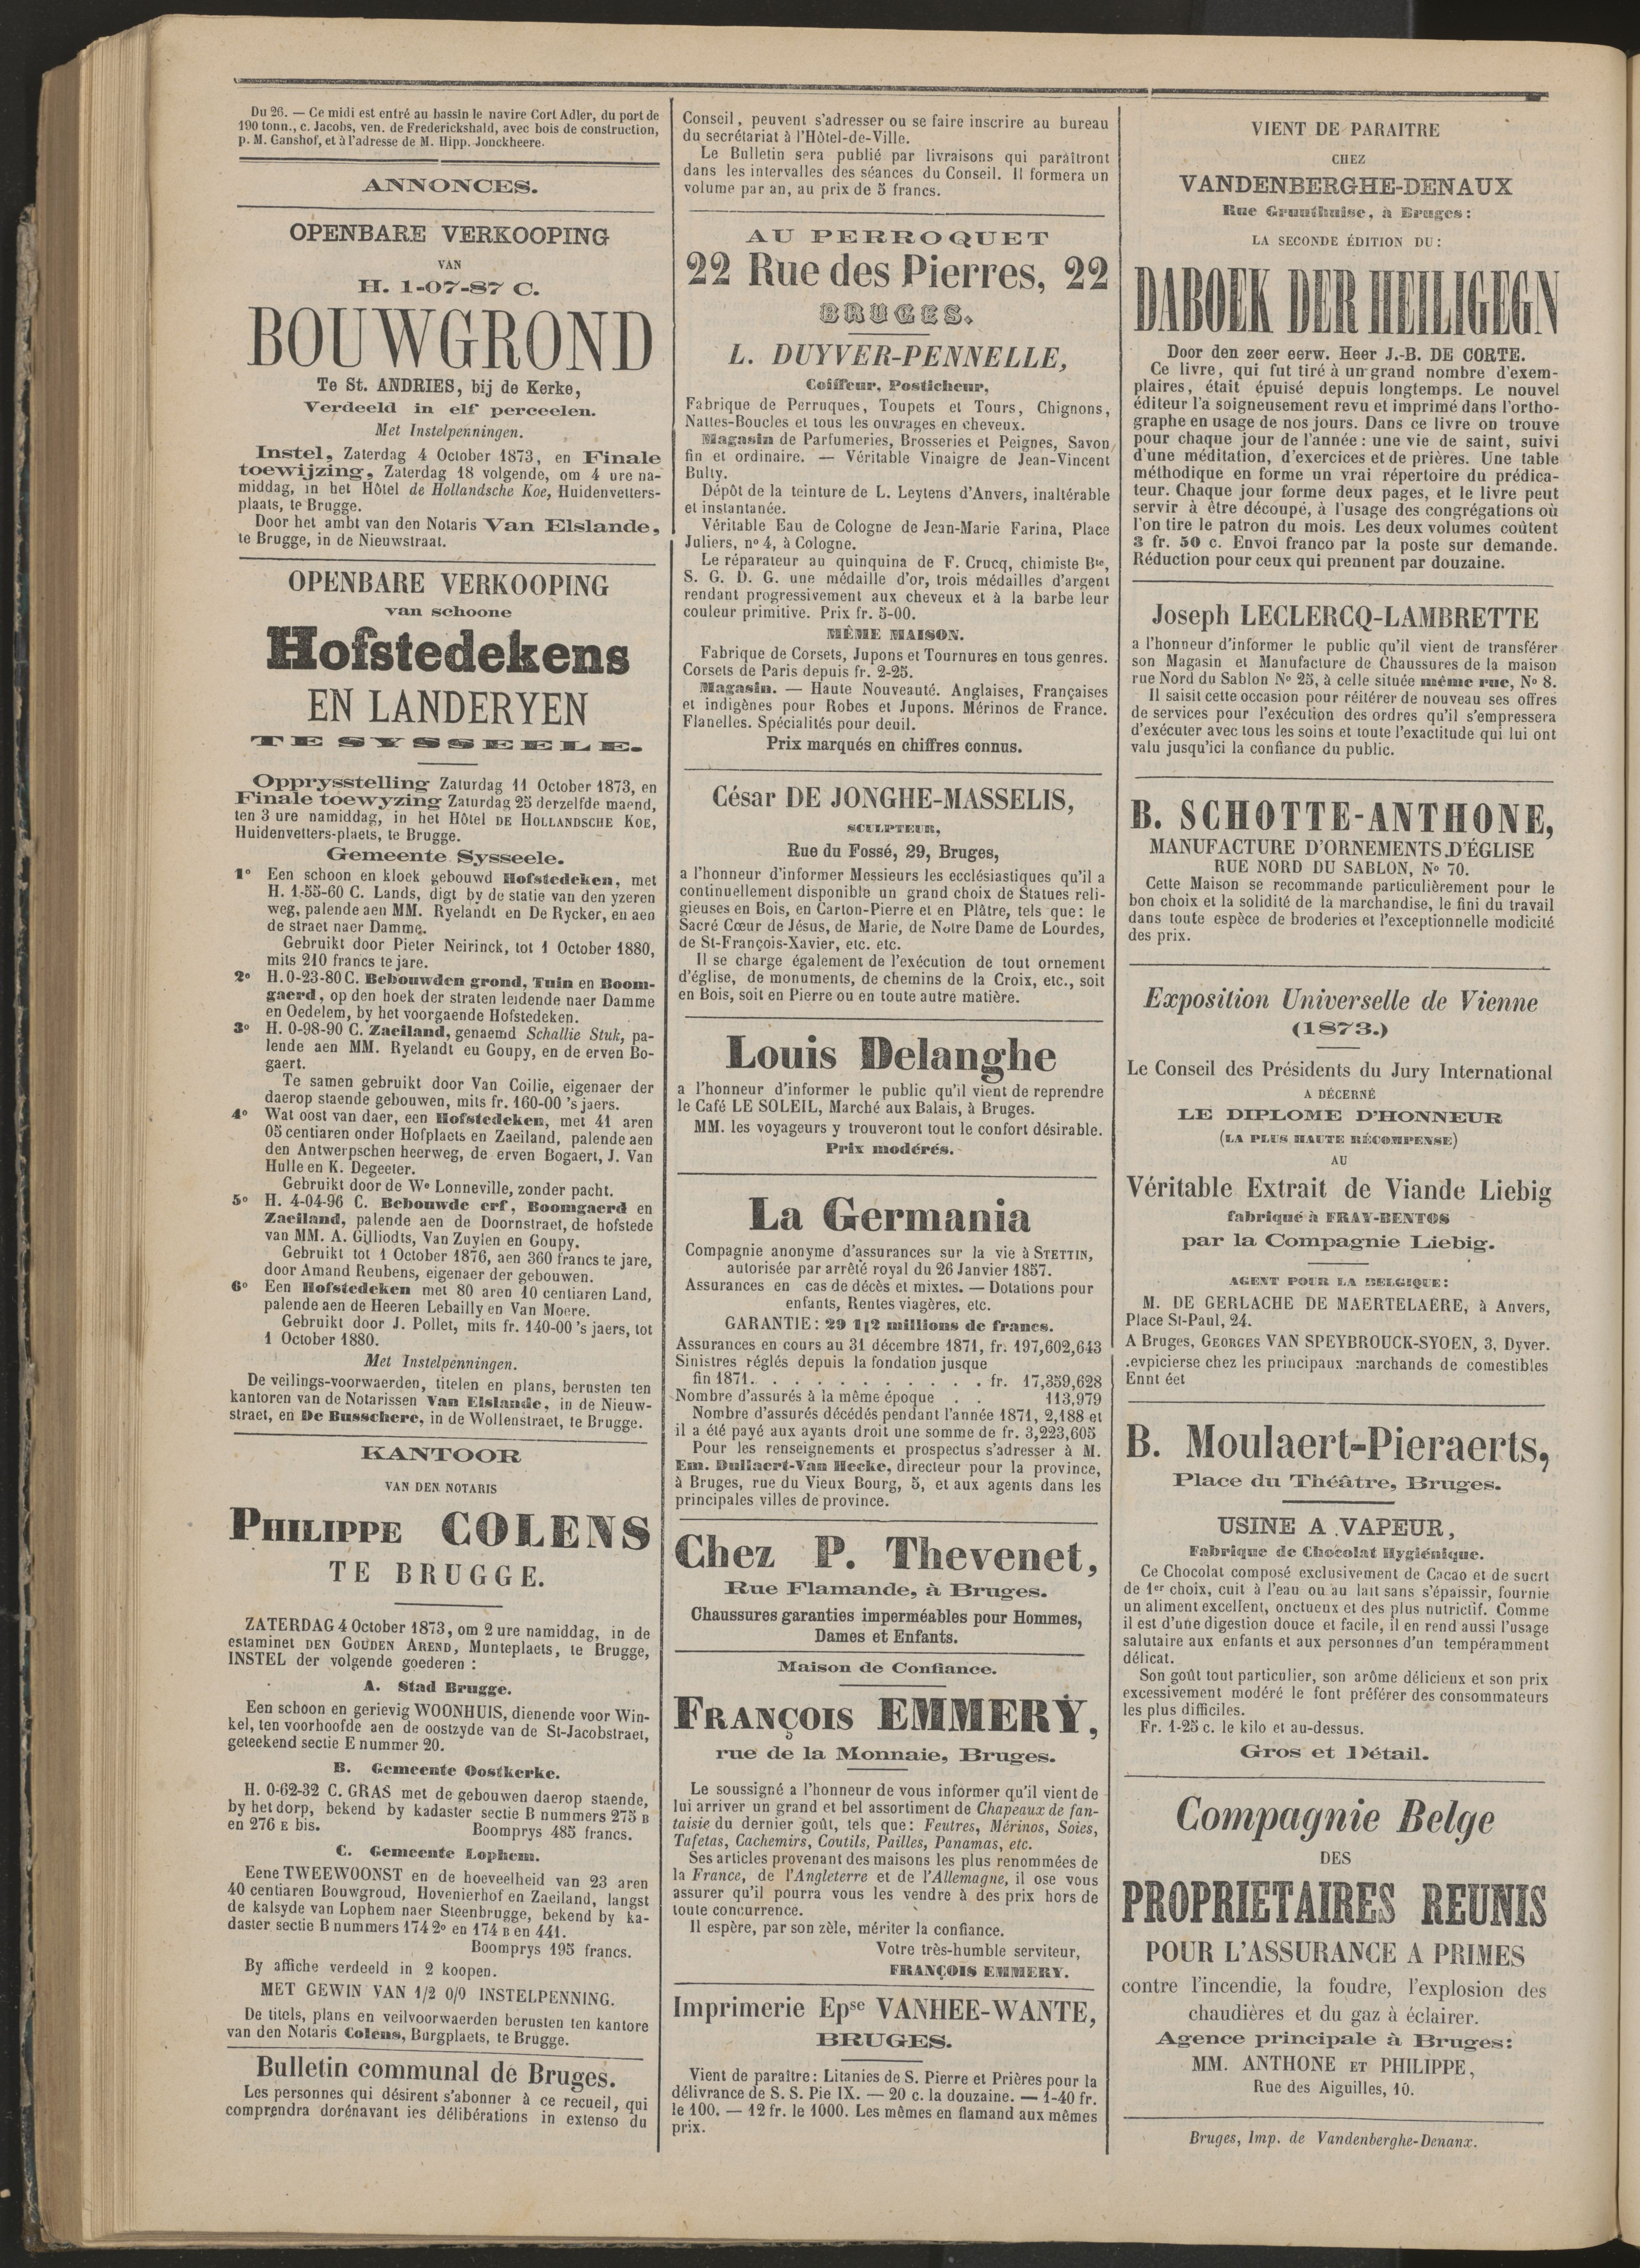 Du 26. — Ce midi est entré au bassin le navire Cort Adler, du port de
190 tonn., c. Jacobs, ven. de Frederickshald, avec bois de construction,
p. M. Ganshof, et à l'adresse de M. Hipp. Jonckheere.
ANNONCES.
OPENBARE VERKOOPING
VAN
H. 1-07-87 C.
BOUWGROND
Te St. ANDRIES, bij de Kerke,
Verdeeld in elf perceelen.
Met Instelpenningen.
Instel, Zaterdag 4 October 1873, en Finale
toewijzing, Zaterdag 18 volgende, om 4 ure na-
middag, in het Hôtel de Hollandsche Koe, Huidenvetters-
plaats, te Brugge.
Door het ambt van den Notaris Van Elslande,
te Brugge, in de Nieuwstraat.
OPENBARE VERKOOPING
van schoone
Hofstedekens
EN LANDERYEN
TE SYSSEELE.
Opprysstelling Zaturdag 11 October 1873, en
Finale toewyzing Zaturdag 25 derzelfde maend,
ten 3 ure namiddag, in het Hôtel DE HOLLANDSCHE KOE,
Huidenvetters-plaets, te Brugge.
Gemeente Sysseele.
1° Een schoon en kloek gebouwd Hofstedeken, met
H. 1-55-60 C. Lands, digt by de statie van den yzeren
weg, palende aen MM. Ryelandt en De Rycker, eu aen
de straet naer Damme.
Gebruikt door Pieter Neirinck, tot 1 October 1880,
mits 210 francs te jare.
2° H. 0-23-80 C. Bebouwden grond, Tuin en Boom-
gaerd, op den hoek der straten leidende naer Damme
en Oedelem, by het voorgaende Hofstedeken.
3° H. 0-98-90 C. Zaeiland, genaemd Schallie Stuk, pa-
lende aen MM. Ryelandt eu Goupy, en de erven Bo-
gaert.
Te samen gebruikt door Van Coilie, eigenaer der
daerop staende gebouwen, mits fr. 160-00 's jaers.
4° Wat oost van daer, een Hofstedeken, met 41 aren
05 centiaren onder Hofplaets en Zaeiland, palende aen
den Antwerpschen heerweg, de erven Bogaert, J. Van
Hulle en K. Degeeter.
Gebruikt door de We Lonneville, zonder pacht.
5° H. 4-04-96 C. Bebouwde erf, Boomgaerd en
Zaeiland, palende aen de Doornstraet, de hofstede
van MM. A. Gilliodts, Van Zuylen en Goupy.
Gebruikt tot 1 October 1876, aen 360 francs te jare,
door Amand Reubens, eigenaer der gebouwen.
6° Een Hofstedeken met 80 aren 10 centiaren Land,
palende aen de Heeren Lebailly en Van Moere.
Gebruikt door J. Pollet, mits fr. 140-00 's jaers, tot
1 October 1880.
Met Instelpenningen.
De veilings-voorwaerden, titelen en plans, berusten ten
kantoren van de Notarissen Van Elslande, in de Nieuw-
straet, en De Busschere, in de Wollenstraet, te Brugge.
KANTOOR
VAN DEN NOTARIS
PHILIPPE COLENS
TE BRUGGE.
ZATERDAG 4 October 1873, om 2 ure namiddag, in de
estaminet DEN GOUDEN AREND, Munteplaets, te Brugge,
INSTEL der volgende goederen :
A. Stad Brugge.
Een schoon en gerievig WOONHUIS, dienende voor Win-
kel, ten voorhoofde aen de oostzyde van de St-Jacobstraet,
geteekend sectie E nummer 20.
B. Gemeente Oostkerke.
H. 0-62-32 C. GRAS met de gebouwen daerop staende,
by het dorp, bekend by kadaster sectie B nummers 275 B
en 276 E bis. Boomprys 485 francs.
C. Gemeente Lophem.
Eene TWEEWOONST en de hoeveelheid van 23 aren
40 centiaren Bouwgroud, Hovenierhof en Zaeiland, langst
de kalsyde van Lophem naer Steenbrugge, bekend by ka-
daster sectie B nummers 174 2° en 174 B en 441.
Boomprys 195 francs.
By affiche verdeeld in 2 koopen.
MET GEWIN VAN 1/2 0/0 INSTELPENNING.
De titels, plans en veilvoorwaerden berusten ten kantore
van den Notaris Colens, Burgplaets, te Brugge.
Bulletin communal de Bruges.
Les personnes qui désirent s'abonner à ce recueil, qui
comprendra dorénavant les délibérations in extenso du
Conseil, peuvent s'adresser ou se faire inscrire au bureau
du secrétariat à l'Hôtel-de-Ville.
Le Bulletin sera publié par livraisons qui paraîtront
dans les intervalles des séances du Conseil. Il formera un
volume par an, au prix de 5 francs.
AU PERROQUET
22 Rue des Pierres, 22
BRUGES.
L. DUYVER-PENNELLE,
Coiffeur, Posticheur,
Fabrique de Perruques, Toupets et Tours, Chignons,
Nattes-Boucles et tous les ouvrages en cheveux.
Magasin de Parfumeries, Brosseries et Peignes, Savon
fin et ordinaire. — Véritable Vinaigre de Jean-Vincent
Bully.
Dépôt de la teinture de L. Leytens d'Anvers, inaltérable
et instantanée.
Véritable Eau de Cologne de Jean-Marie Farina, Place
Juliers, n° 4, à Cologne.
Le réparateur au quinquina de F. Crucq, chimiste Bte,
S. G. D. G. une médaille d'or, trois médailles d'argent
rendant progressivement aux cheveux et à la barbe leur
couleur primitive. Prix fr. 5-00.
MÊME MAISON.
Fabrique de Corsets, Jupons et Tournures en tous genres.
Corsets de Paris depuis fr. 2-25.
Magasin. — Haute Nouveauté. Anglaises, Françaises
et indigènes pour Robes et Jupons. Mérinos de France.
Flanelles. Spécialités pour deuil.
Prix marqués en chiffres connus.
César DE JONGHE-MASSELIS,
SCULPTEUR,
Rue du Fossé, 29, Bruges,
a l'honneur d'informer Messieurs les ecclésiastiques qu'il a
continuellement disponible un grand choix de Statues reli-
gieuses en Bois, en Carton-Pierre et en Plâtre, tels que : le
Sacré Cœur de Jésus, de Marie, de Notre Dame de Lourdes,
de St-François-Xavier, etc. etc.
Il se charge également de l'exécution de tout ornement
d'église, de monuments, de chemins de la Croix, etc., soit
en Bois, soit en Pierre ou en toute autre matière.
Louis Delanghe
a l'honneur d'informer le public qu'il vient de reprendre
le Café LE SOLEIL, Marché aux Balais, à Bruges.
MM. les voyageurs y trouveront tout le confort désirable.
Prix modérés.
La Germania
Compagnie anonyme d'assurances sur la vie à STETTIN,
autorisée par arrêté royal du 26 Janvier 1857.
Assurances en cas de décès et mixtes. — Dotations pour
enfants, Rentes viagères, etc.
GARANTIE : 29 1/2 millions de francs.
Assurances en cours au 31 décembre 1871, fr. 197,602,643
Sinistres réglés depuis la fondation jusque
fin 1871. . . . . . . . . . . . fr. 17,359,628
Nombre d'assurés à la même époque . . 113,979
Nombre d'assurés décédés pendant l'année 1871, 2,188 et
il a été payé aux ayants droit une somme de fr. 3,223,605
Pour les renseignements et prospectus s'adresser à M.
Em. Dullaert-Van Hecke, directeur pour la province,
à Bruges, rue du Vieux Bourg, 5, et aux agents dans les
principales villes de province.
Chez P. Thevenet,
Rue Flamande, à Bruges.
Chaussures garanties imperméables pour Hommes,
Dames et Enfants.
Maison de Confiance.
FRANÇOIS EMMERY,
rue de la Monnaie, Bruges.
Le soussigné a l'honneur de vous informer qu'il vient de
lui arriver un grand et bel assortiment de Chapeaux de fan-
taisie du dernier goût, tels que : Feutres, Mérinos, Soies,
Tafetas, Cachemirs, Coutils, Pailles, Panamas, etc.
Ses articles provenant des maisons les plus renommées de
la France, de l'Angleterre et de l'Allemagne, il ose vous
assurer qu'il pourra vous les vendre à des prix hors de
toute concurrence.
Il espère, par son zèle, mériter la confiance.
Votre très-humble serviteur,
FRANÇOIS EMMERY.
Imprimerie Epse VANHEE-WANTE,
BRUGES.
Vient de paraître : Litanies de S. Pierre et Prières pour la
délivrance de S. S. Pie IX. — 20 c. la douzaine. — 1-40 fr.
le 100. — 12 fr. le 1000. Les mêmes en flamand aux mêmes
prix.
VIENT DE PARAITRE
CHEZ
VANDENBERGHE-DENAUX
Rue Gruuthuise, à Bruges :
LA SECONDE ÉDITION DU :
DABOEK DER HEILIGEGN
Door den zeer eerw. Heer J.-B. DE CORTE.
Ce livre, qui fut tiré à un grand nombre d'exem-
plaires, était épuisé depuis longtemps. Le nouvel
éditeur l'a soigneusement revu et imprimé dans l'ortho-
graphe en usage de nos jours. Dans ce livre on trouve
pour chaque jour de l'année : une vie de saint, suivi
d'une méditation, d'exercices et de prières. Une table
méthodique en forme un vrai répertoire du prédica-
teur. Chaque jour forme deux pages, et le livre peut
servir à être découpé, à l'usage des congrégations où
l'on tire le patron du mois. Les deux volumes coûtent
3 fr. 50 c. Envoi franco par la poste sur demande.
Réduction pour ceux qui prennent par douzaine.
Joseph LECLERCQ-LAMBRETTE
a l'honneur d'informer le public qu'il vient de transférer
son Magasin et Manufacture de Chaussures de la maison
rue Nord du Sablon N° 25, à celle située même rue, N° 8.
Il saisit cette occasion pour réitérer de nouveau ses offres
de services pour l'exécution des ordres qu'il s'empressera
d'exécuter avec tous les soins et toute l'exactitude qui lui ont
valu jusqu'ici la confiance du public.
B. SCHOTTE-ANTHONE,
MANUFACTURE D'ORNEMENTS D'ÉGLISE
RUE NORD DU SABLON, N° 70.
Cette Maison se recommande particulièrement pour le
bon choix et la solidité de la marchandise, le fini du travail
dans toute espèce de broderies et l'exceptionnelle modicité
des prix.
Exposition Universelle de Vienne
(1873.)
Le Conseil des Présidents du Jury International
A DÉCERNÉ
LE DIPLOME D'HONNEUR
(LA PLUS HAUTE RÉCOMPENSE)
AU
Véritable Extrait de Viande Liebig
fabriqué à FRAY-BENTOS
par la Compagnie Liebig.
AGENT POUR LA BELGIQUE :
M. DE GERLACHE DE MAERTELAERE, à Anvers,
Place St-Paul, 24.
A Bruges, GEORGES VAN SPEYBROUCK-SYOEN, 3, Dyver.
.evpicierse chez les principaux marchands de comestibles
Ennt éet
B. Moulaert-Pieraerts,
Place du Théâtre, Bruges.
USINE A VAPEUR,
Fabrique de Chocolat Hygiénique.
Ce Chocolat composé exclusivement de Cacao et de sucrt
de 1er choix, cuit à l'eau ou au lait sans s'épaissir, fournie
un aliment excellent, onctueux et des plus nutrictif. Comme
il est d'une digestion douce et facile, il en rend aussi l'usage
salutaire aux enfants et aux personnes d'un tempéramment
délicat.
Son goût tout particulier, son arôme délicieux et son prix
excessivement modéré le font préférer des consommateurs
les plus difficiles.
Fr. 1-25 c. le kilo et au-dessus.
Gros et Détail.
Compagnie Belge
DES
PROPRIETAIRES REUNIS
POUR L'ASSURANCE A PRIMES
contre l'incendie, la foudre, l'explosion des
chaudières et du gaz à éclairer.
Agence principale à Bruges :
MM. ANTHONE ET PHILIPPE,
Rue des Aiguilles, 10.
Bruges, Imp. de Vandenberghe-Denanx.